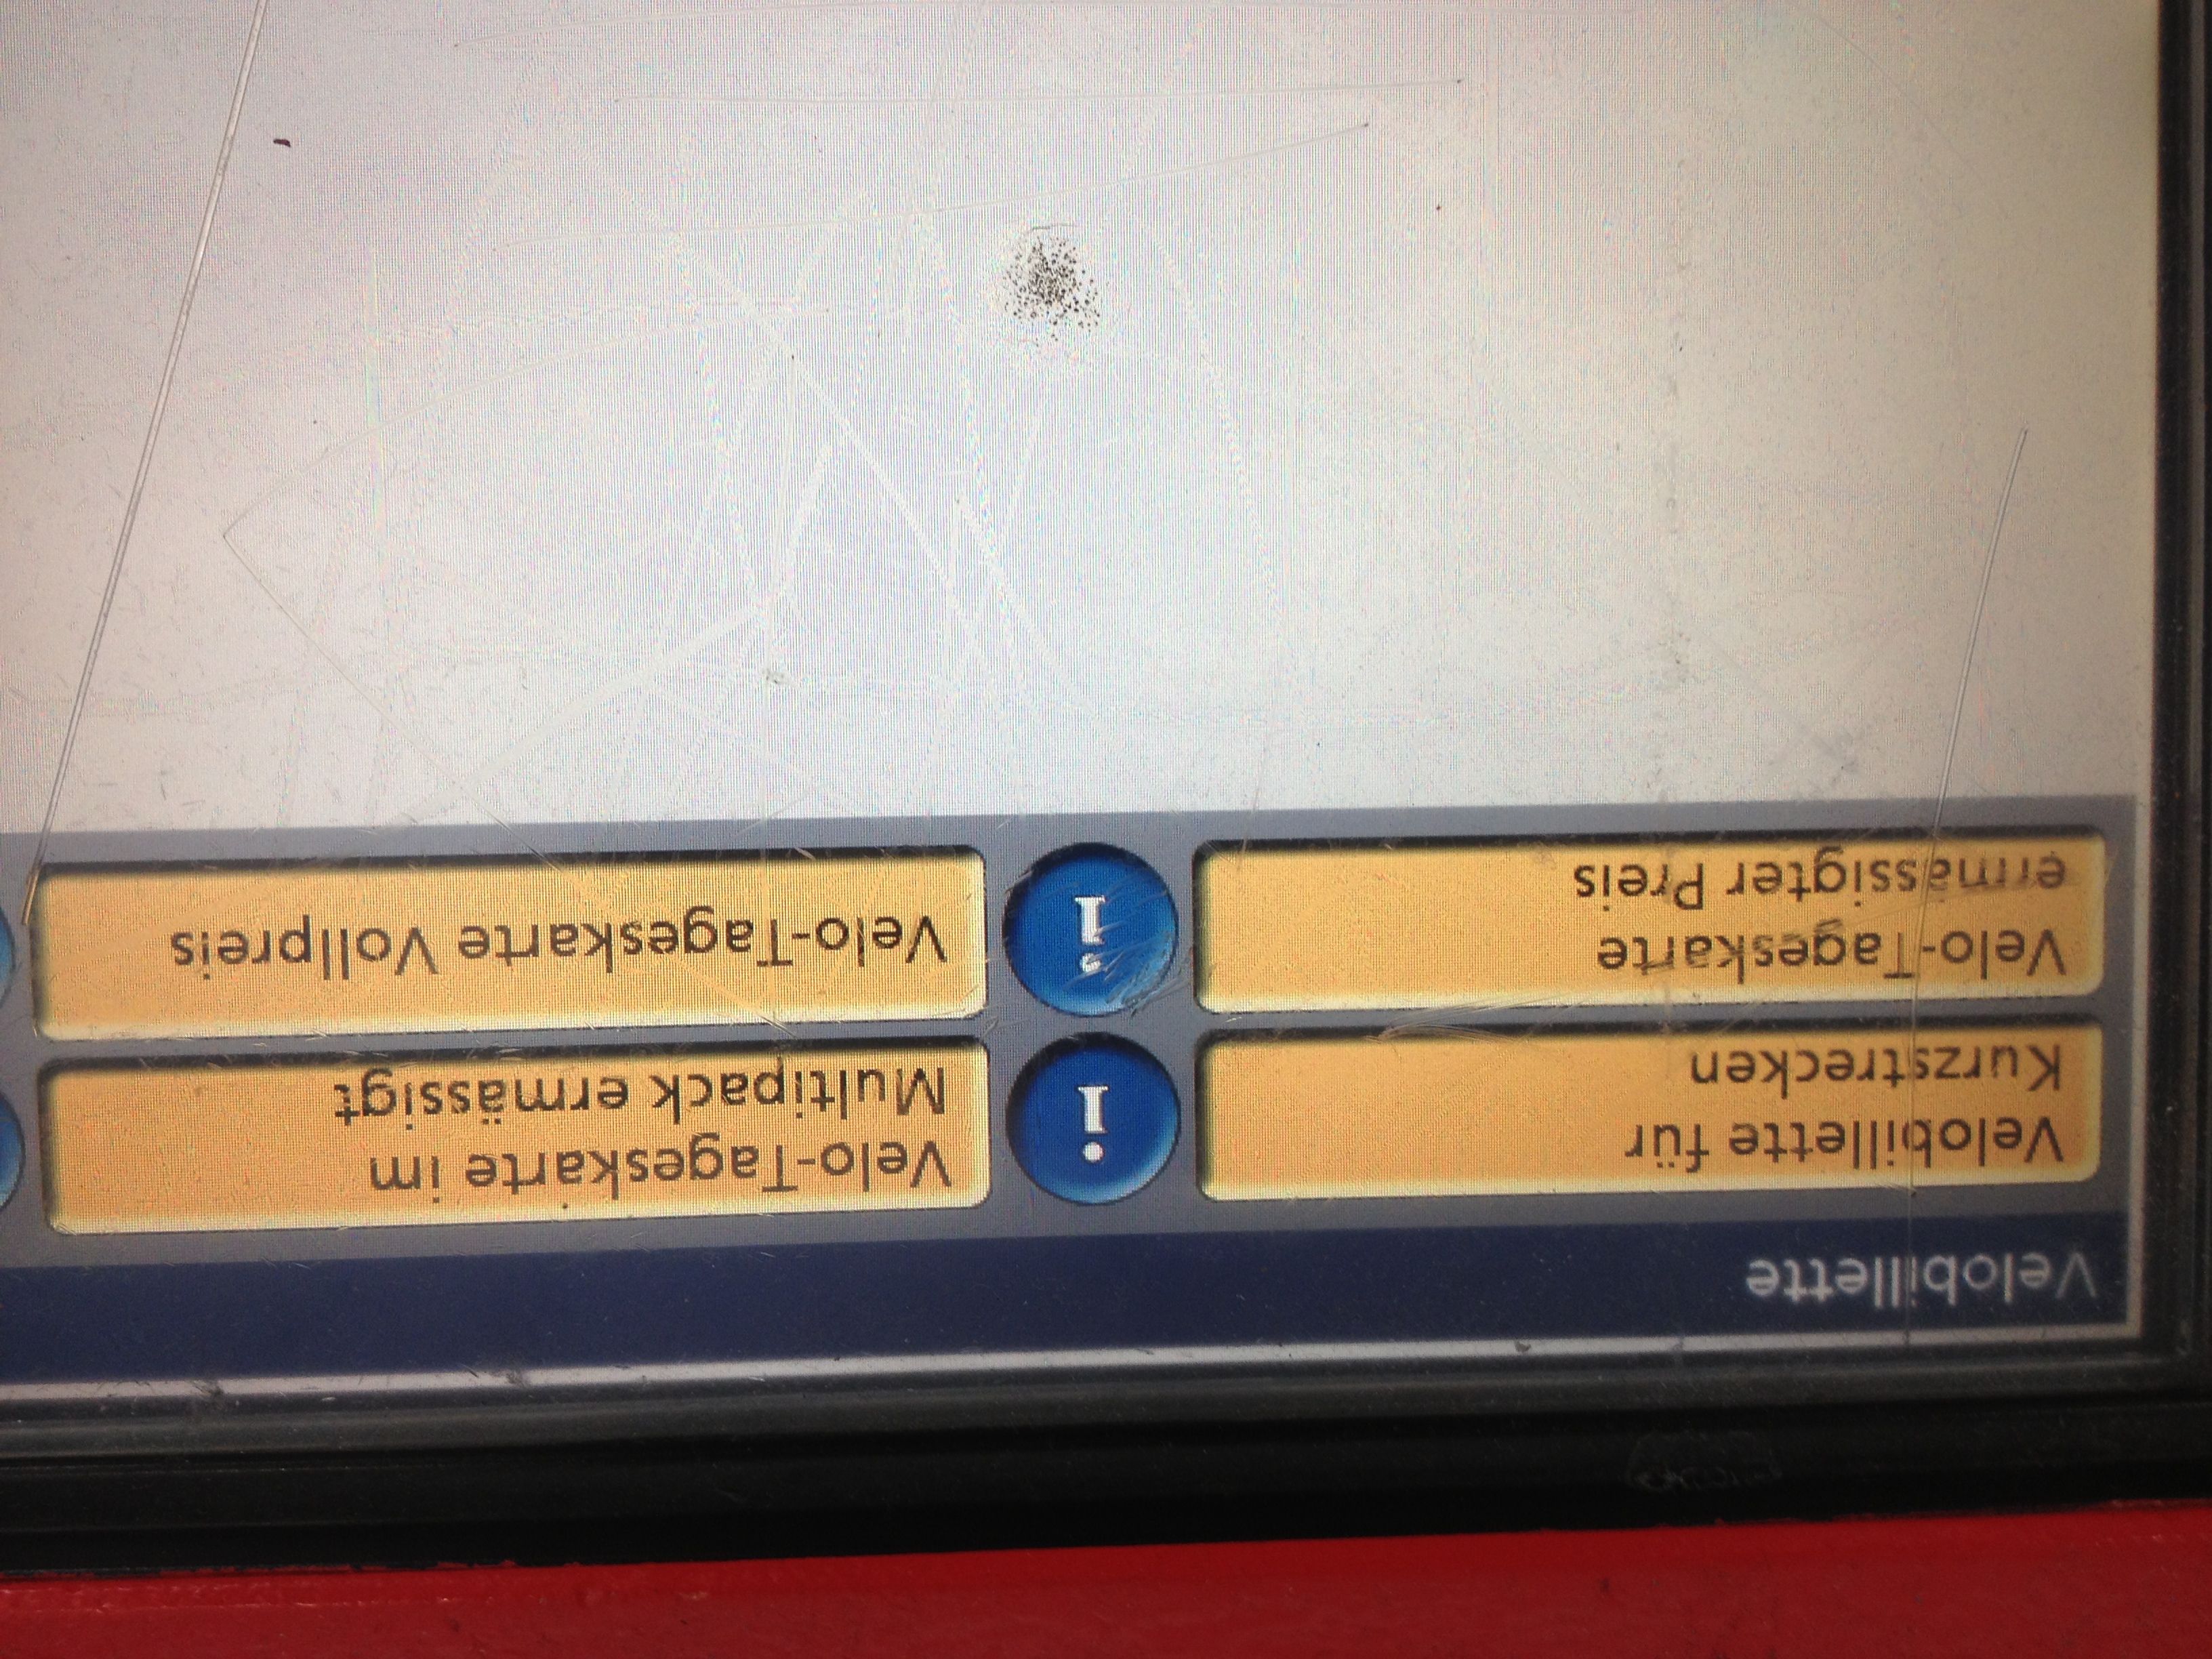 Velobillette
Velobillette für
Kurzstrecken
i
Velo-Tageskarte im
Multipack ermässigt
Velo-Tageskarte
ermässigter Preis
i
Velo-Tageskarte Vollpreis